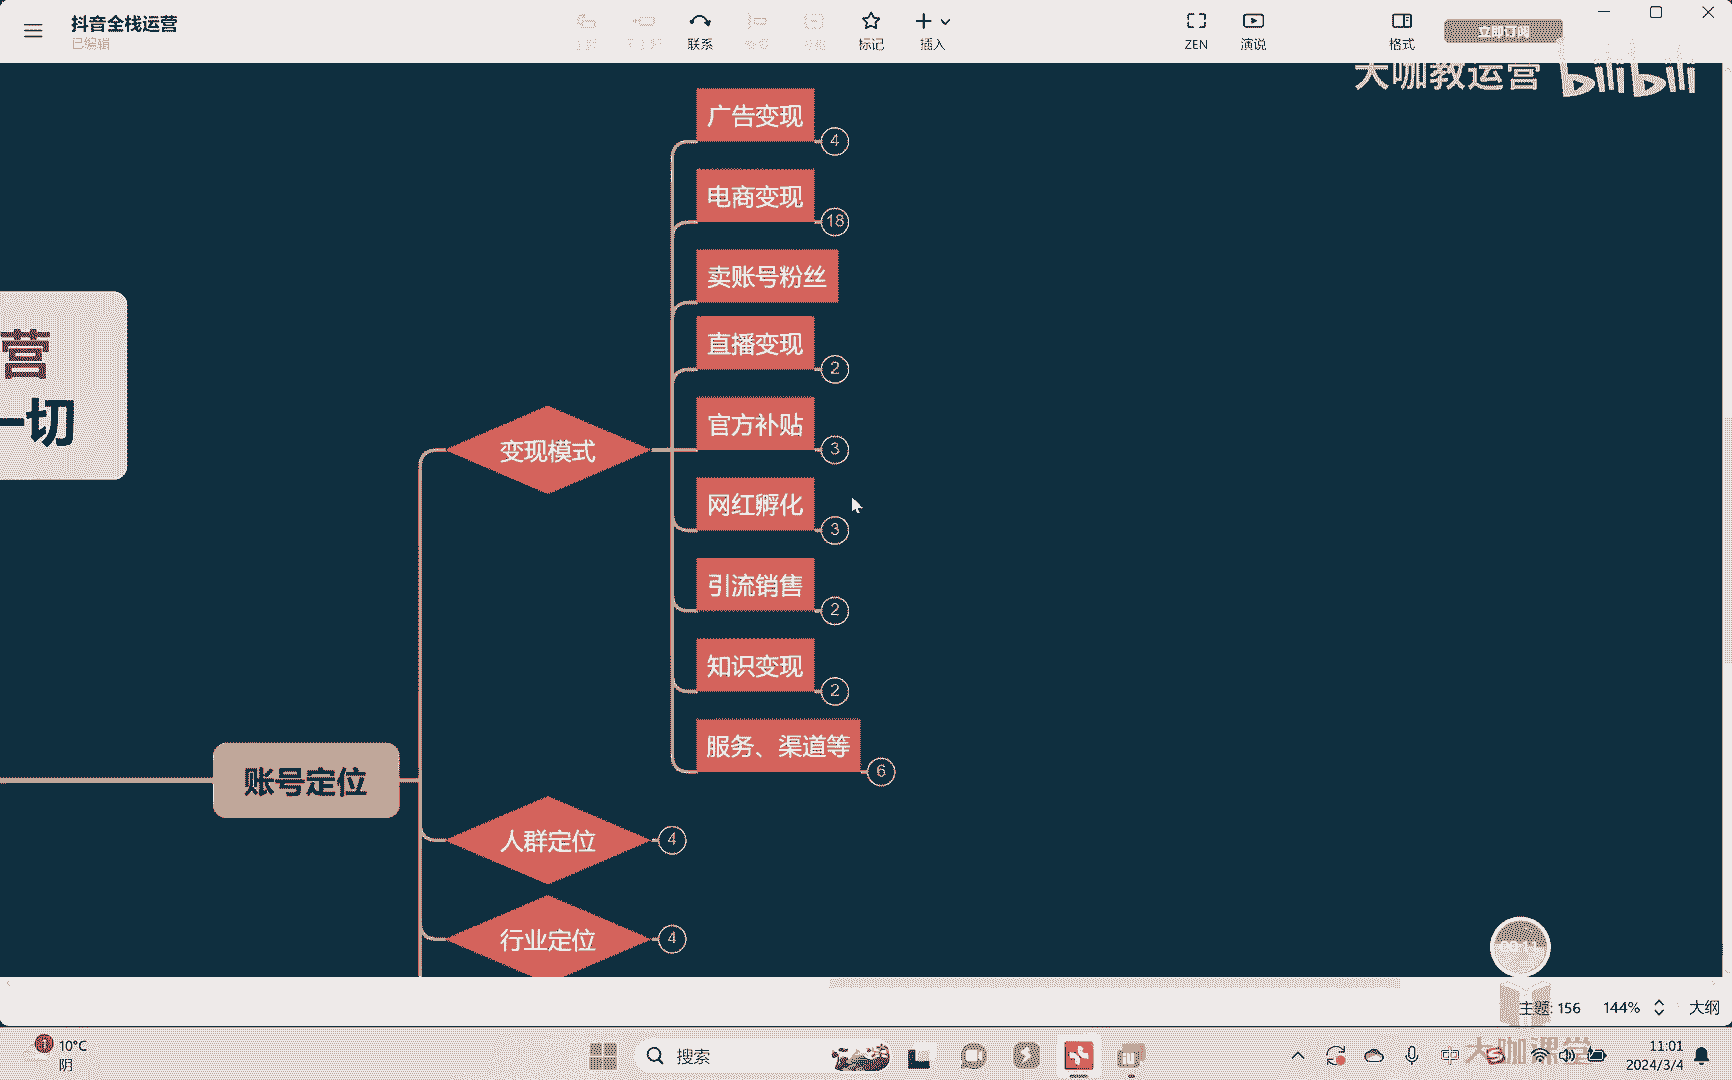 抖音全栈运营
已编辑
联系
标记
插入
ZEN
演说
格式
立即订阅
大咖教运营 bilibili
广告变现
4
电商变现
18
卖账号粉丝
直播变现
2
官方补贴
3
网红孵化
3
引流销售
2
知识变现
2
服务、渠道等
6
变现模式
营
一切
账号定位
人群定位
4
行业定位
4
主题: 156
144%
大纲
10°C
阴
搜索
中
大咖课堂
11:01
2024/3/4